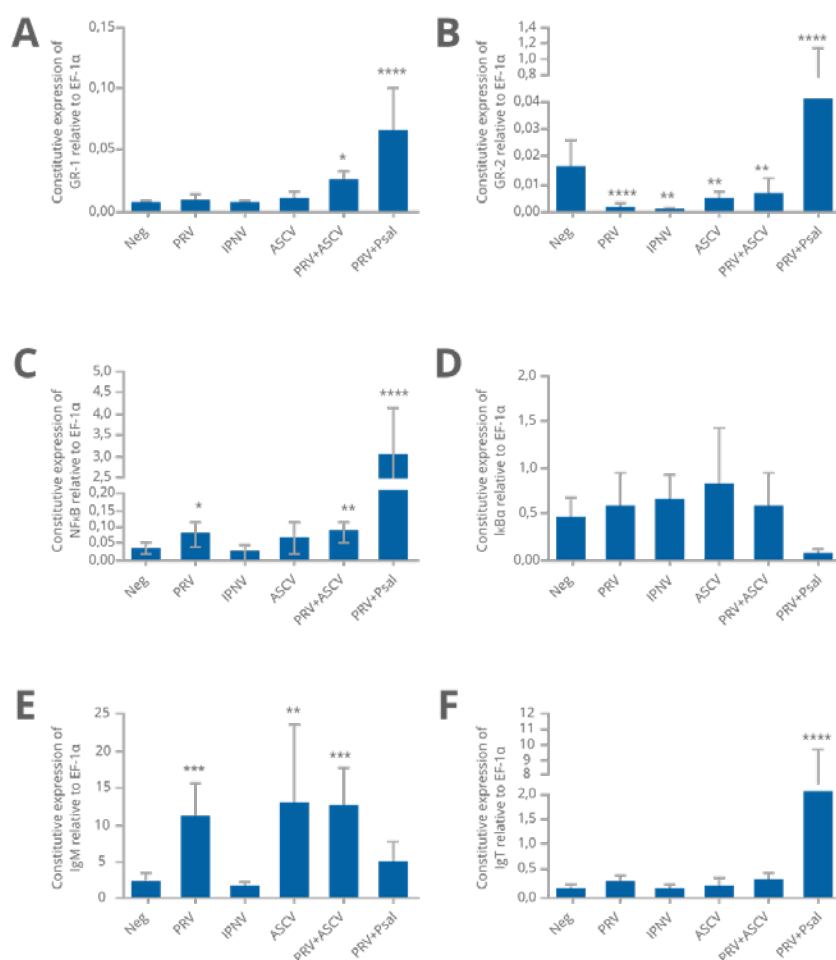 A
Constitutive expression of
GR-1 relative to EF-1α
0,15
0,10
0,05
0,00
****
*
Neg
PRV
IPNV
ASCV
PRV+ASCV
PRV+Psal
B
Constitutive expression of
GR-2 relative to EF-1α
1,4
1,2
1,0
0,8
0,04
0,03
0,02
0,01
0,00
****
****
**
**
**
Neg
PRV
IPNV
ASCV
PRV+ASCV
PRV+Psal
C
Constitutive expression of
NFκB relative to EF-1α
5,0
4,5
4,0
3,0
2,5
0,20
0,15
0,10
0,05
0,00
*
**
****
Neg
PRV
IPNV
ASCV
PRV+ASCV
PRV+Psal
D
Constitutive expression of
IκBα relative to EF-1α
2,0
1,5
1,0
0,5
0,00
Neg
PRV
IPNV
ASCV
PRV+ASCV
PRV+Psal
E
Constitutive expression of
IgM relative to EF-1α
25
20
15
10
5
0
***
**
***
Neg
PRV
IPNV
ASCV
PRV+ASCV
PRV+Psal
F
Constitutive expression of
IgT relative to EF-1α
12
11
10
9
8
2,0
1,5
0,5
0,0
****
Neg
PRV
IPNV
ASCV
PRV+ASCV
PRV+Psal